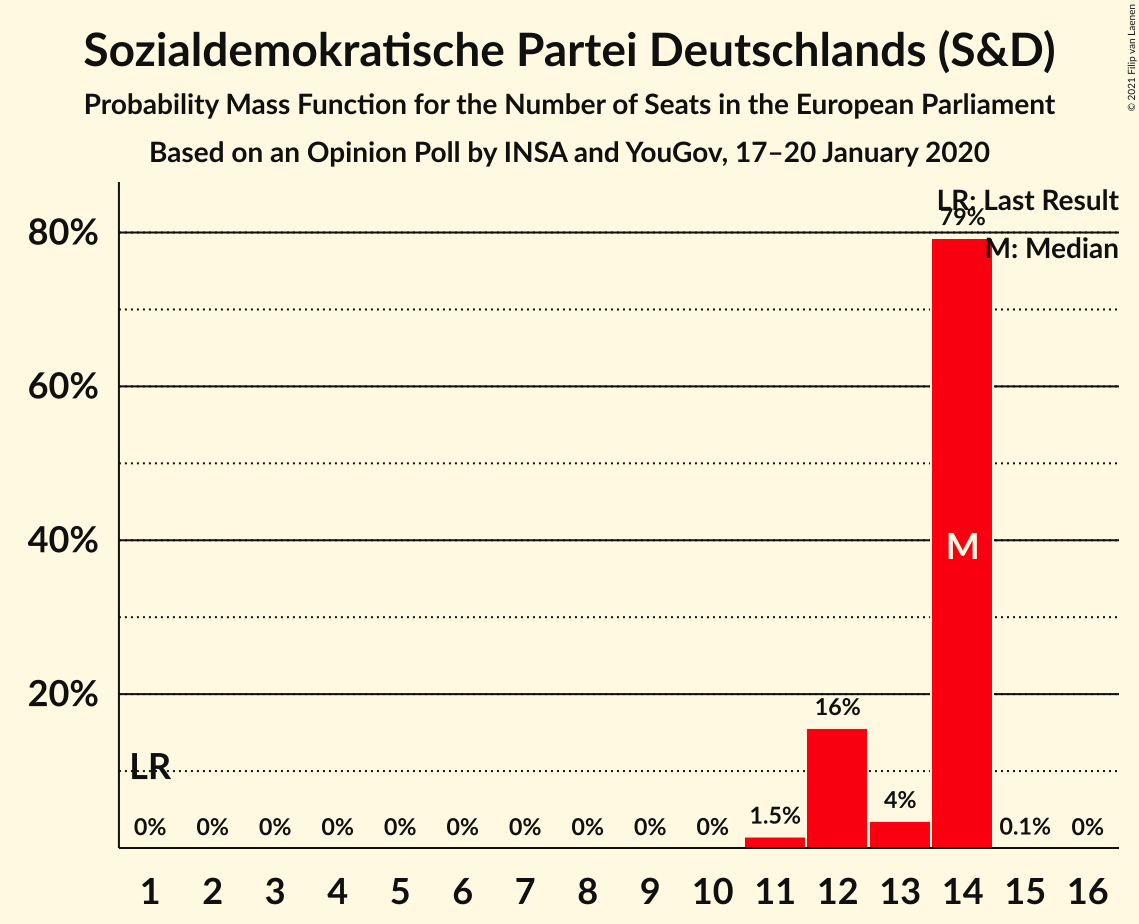 Sozialdemokratische Partei Deutschlands (S&D)
Probability Mass Function for the Number of Seats in the European Parliament
Based on an Opinion Poll by INSA and YouGov, 17–20 January 2020
© 2021 Filip van Laenen
LR: Last Result
M: Median
80%
60%
40%
20%
79%
M
16%
LR
0% 0% 0% 0% 0% 0% 0% 0% 0% 0% 1.5% 4% 0.1% 0%
1 2 3 4 5 6 7 8 9 10 11 12 13 14 15 16